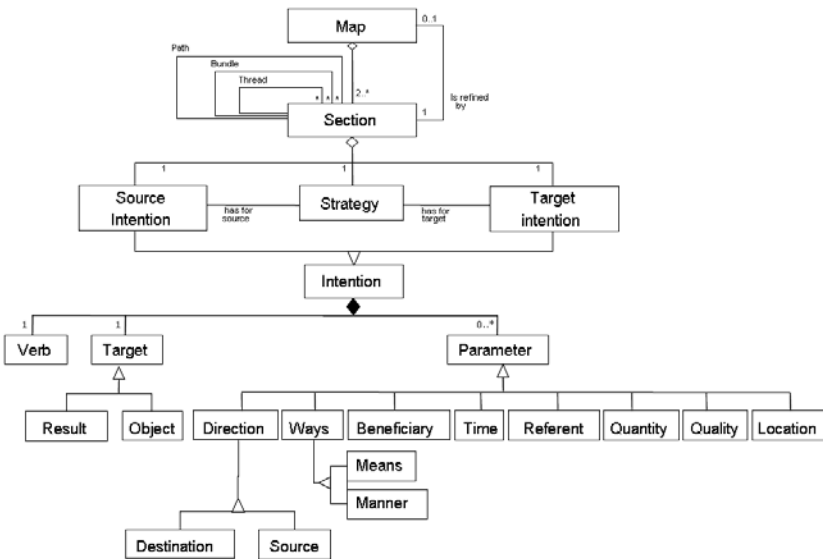 Map
0..1
Path
Bundle
Thread
* * *
2..*
Is refined
by
1
Section
1
1
1
Source
Intention
has for
source
Strategy
has for
target
Target
intention
Intention
1
1
0..*
Verb
Target
Parameter
Result
Object
Direction
Ways
Beneficiary
Time
Referent
Quantity
Quality
Location
Means
Manner
Destination
Source